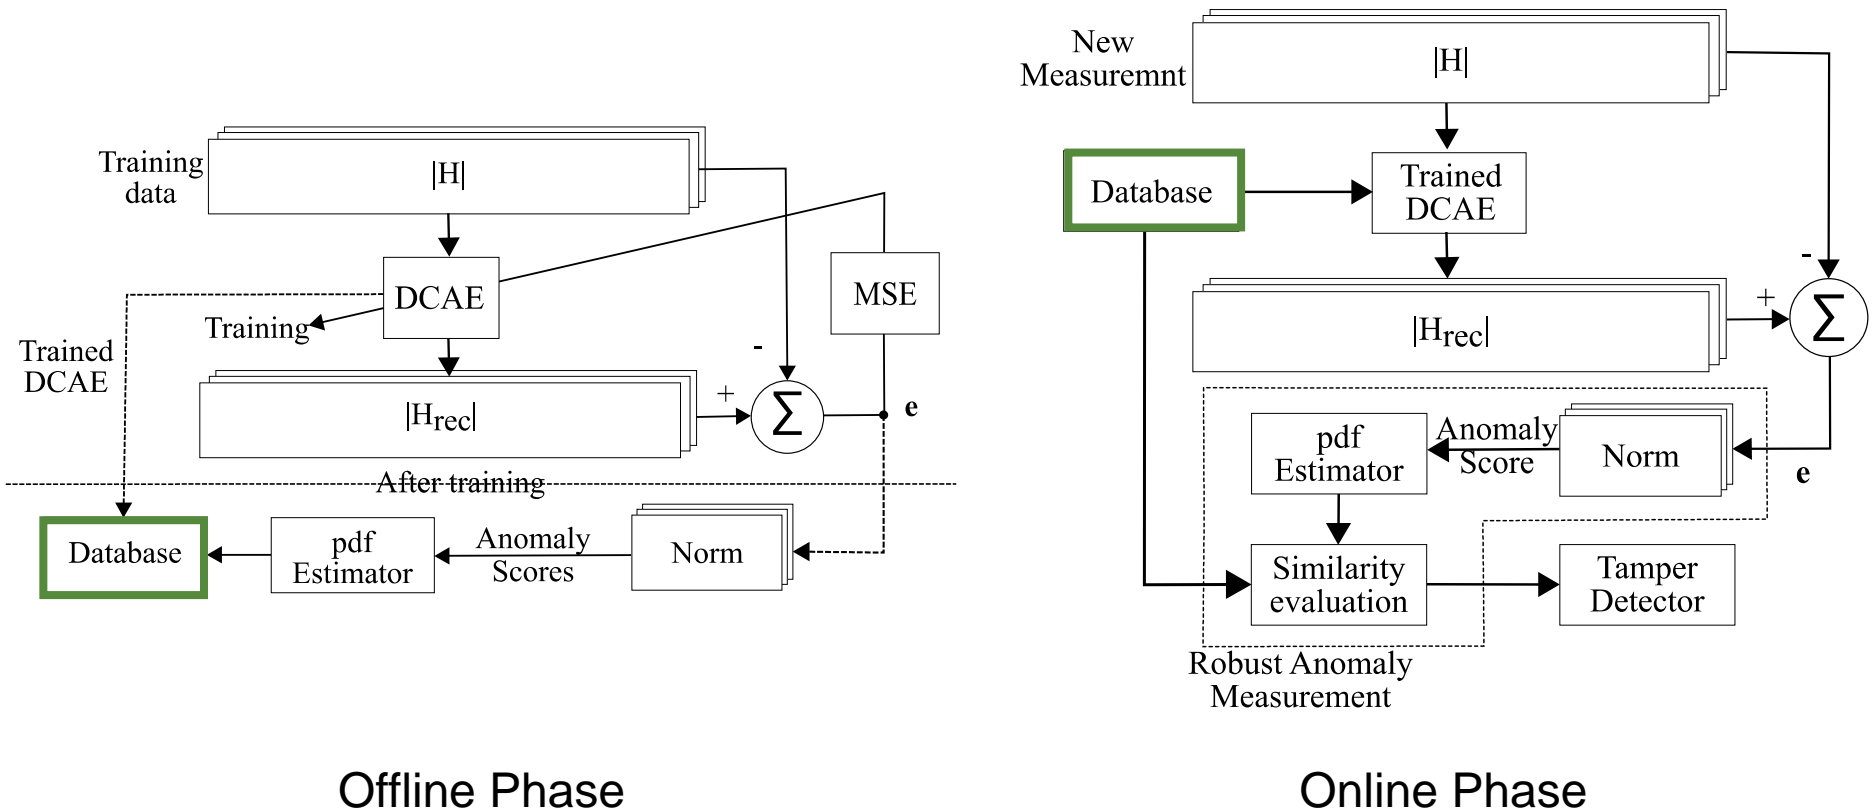 Training
data
|H|
DCAE
Training
MSE
Trained
DCAE
|Hrec|
+
-
Σ
e
After training
Database
pdf
Estimator
Anomaly
Scores
Norm
Offline Phase
New
Measuremnt
|H|
Database
Trained
DCAE
|Hrec|
-
+
Σ
e
pdf
Estimator
Anomaly
Score
Norm
Similarity
evaluation
Tamper
Detector
Robust Anomaly
Measurement
Online Phase